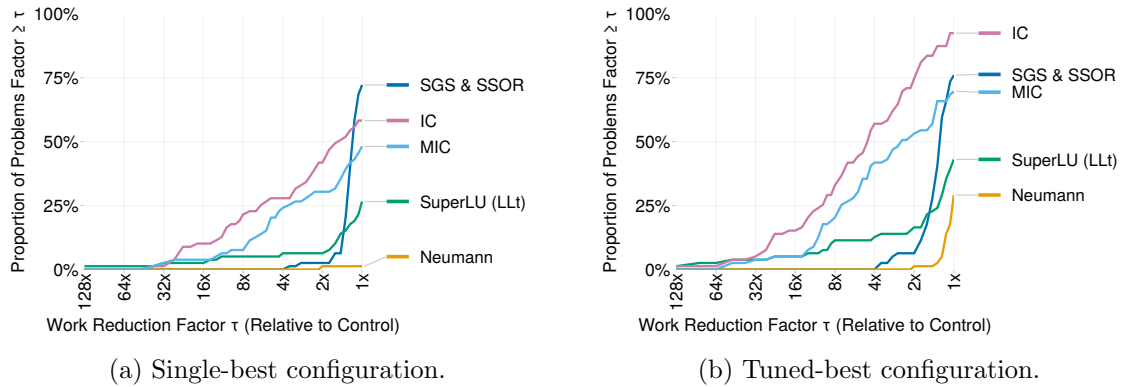 Proportion of Problems Factor ≥ τ
100%
75%
50%
25%
0%
128x
64x
32x
16x
8x
4x
2x
1x
SGS & SSOR
IC
MIC
SuperLU (LLt)
Neumann
Work Reduction Factor τ (Relative to Control)
(a) Single-best configuration.
Proportion of Problems Factor ≥ τ
100%
75%
50%
25%
0%
128x
64x
32x
16x
8x
4x
2x
1x
IC
SGS & SSOR
MIC
SuperLU (LLt)
Neumann
Work Reduction Factor τ (Relative to Control)
(b) Tuned-best configuration.